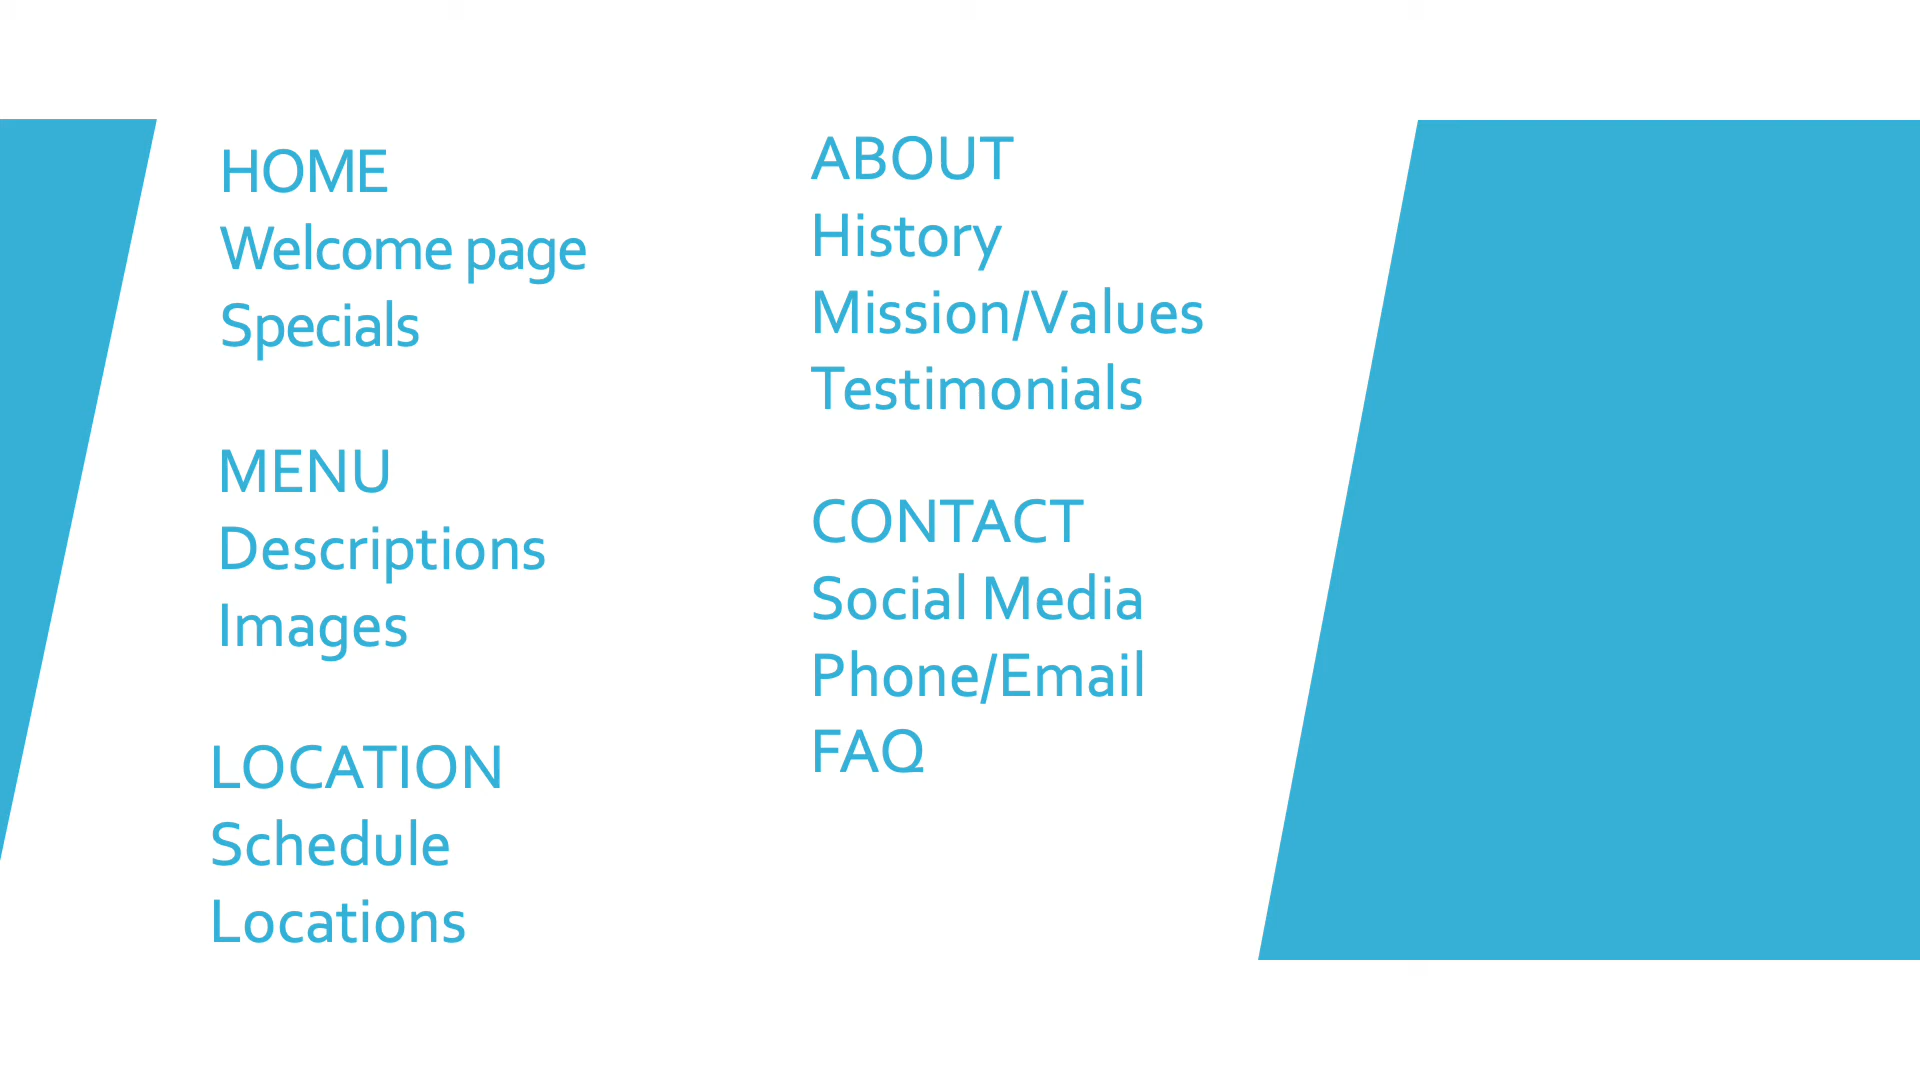 HOME
Welcome page
Specials
MENU
Descriptions
Images
LOCATION
Schedule
Locations
ABOUT
History
Mission/Values
Testimonials
CONTACT
Social Media
Phone/Email
FAQ